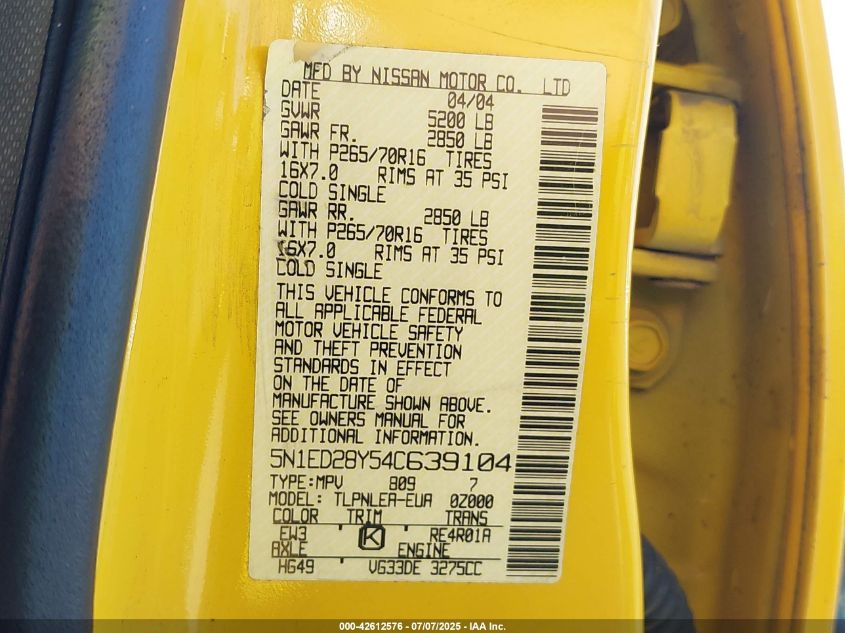 MFD BY NISSAN MOTOR CO. LTD
DATE 04/04
GVWR 5200 LB
GAWR FR. 2850 LB
WITH P265/70R16 TIRES
16X7.0 RIMS AT 35 PSI
COLD SINGLE
GAWR RR. 2850 LB
WITH P265/70R16 TIRES
16X7.0 RIMS AT 35 PSI
COLD SINGLE
THIS VEHICLE CONFORMS TO
ALL APPLICABLE FEDERAL
MOTOR VEHICLE SAFETY
AND THEFT PREVENTION
STANDARDS IN EFFECT
ON THE DATE OF
MANUFACTURE SHOWN ABOVE.
SEE OWNERS MANUAL FOR
ADDITIONAL INFORMATION.
5N1ED28Y54C639104
TYPE:MPV 809 7
MODEL: TLPNLEA-EUA 0Z000
COLOR TRIM TRANS
EW3 K RE4R01A
AXLE ENGINE
HG49 VG33DE 3275CC
000-42612576 - 07/07/2025 - IAA Inc.